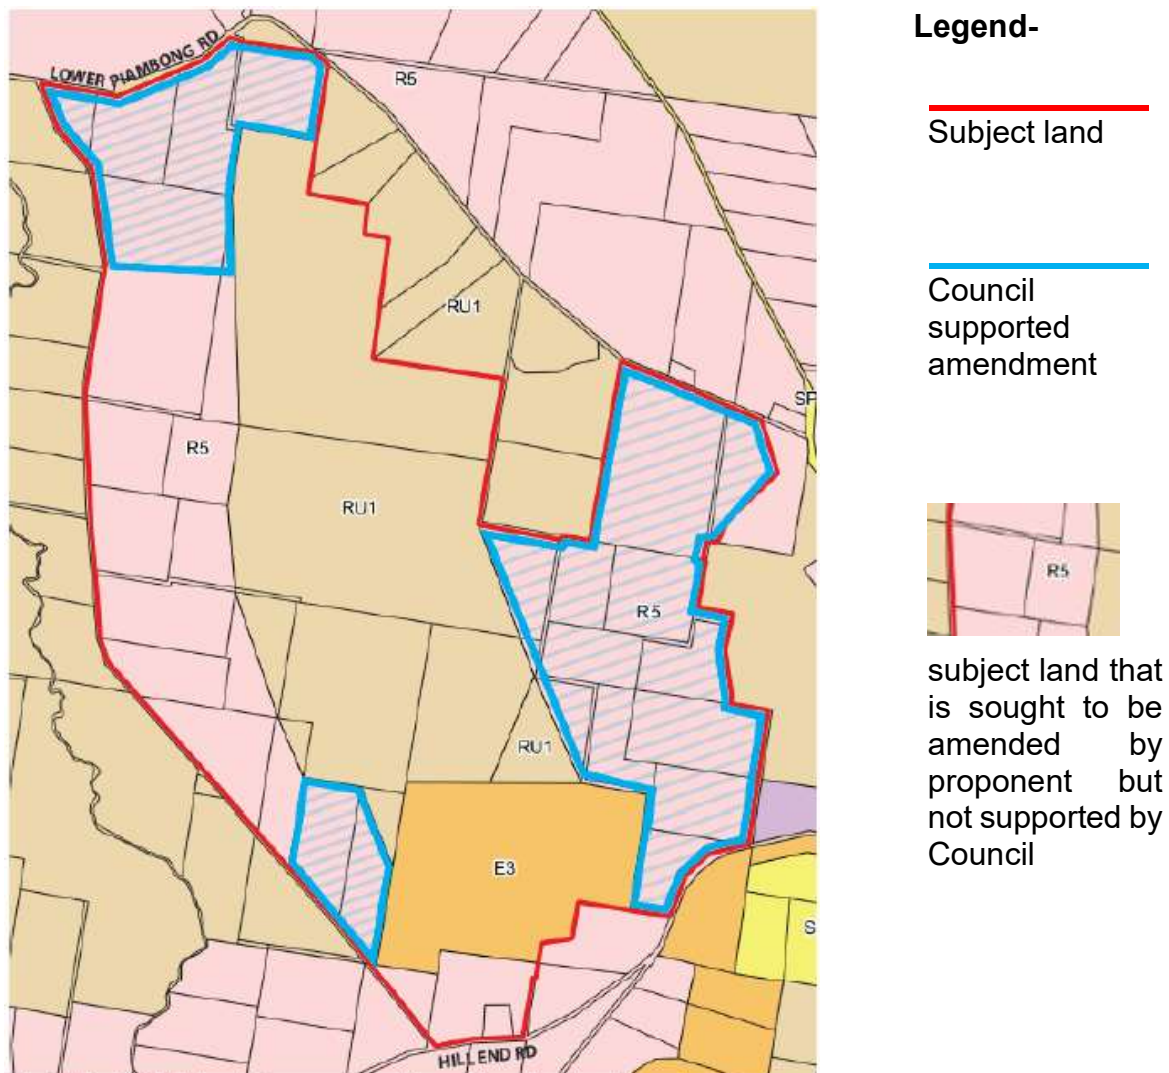 LOWER PIAMBONG RD
R5
RU1
SP
R5
RU1
R5
RU1
E3
S
HILL END RD
Legend-
Subject land
Council
supported
amendment
R5
subject land that
is sought to be
amended by
proponent but
not supported by
Council